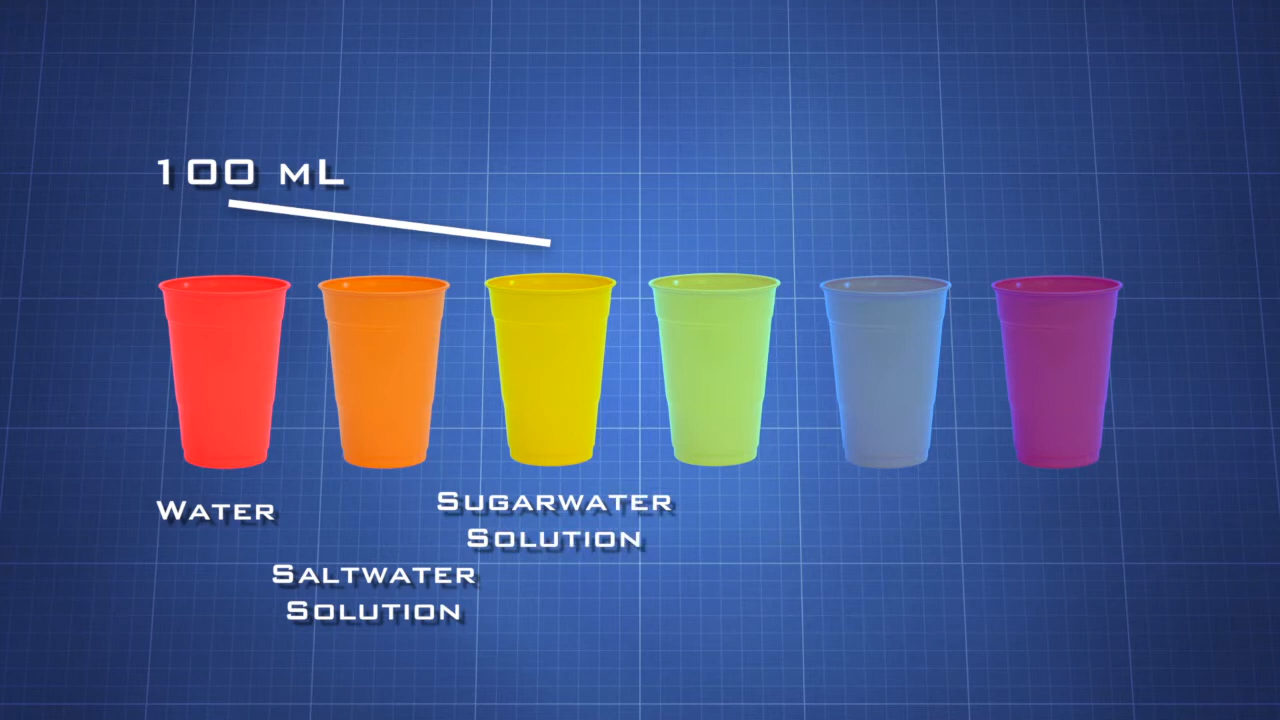 100 mL
Water
Sugarwater
Solution
Saltwater
Solution